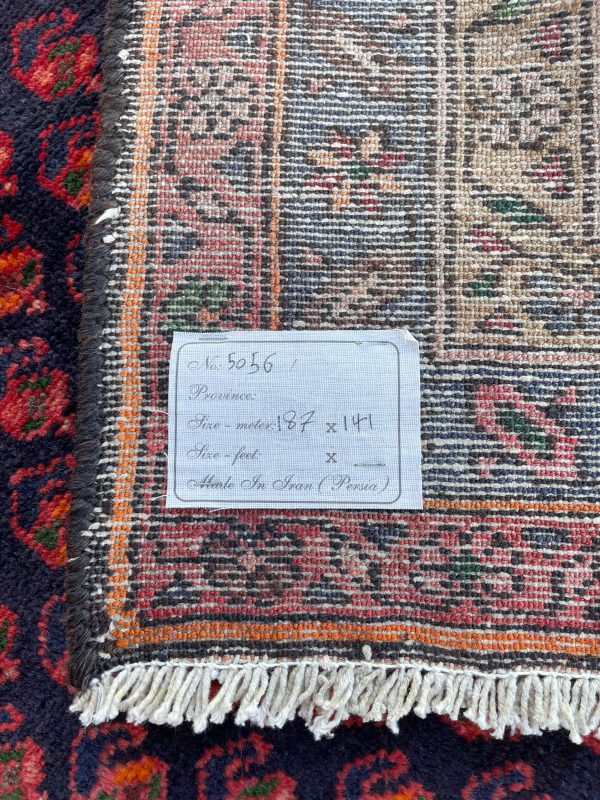 No: 5056 /
Province:
Size - meter: 187 x 141
Size - feet: x —
Made In Iran ( Persia )